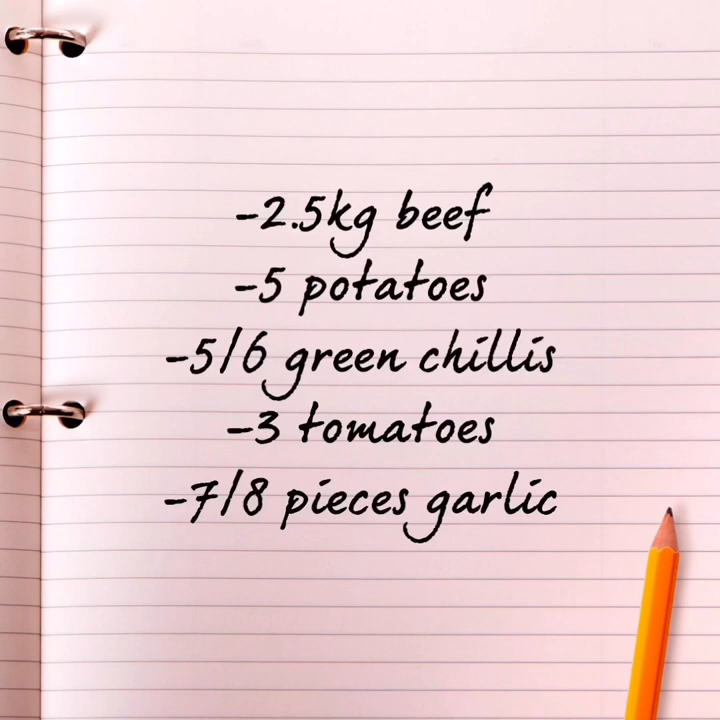 -2.5kg beef
-5 potatoes
-5/6 green chillis
-3 tomatoes
-7/8 pieces garlic